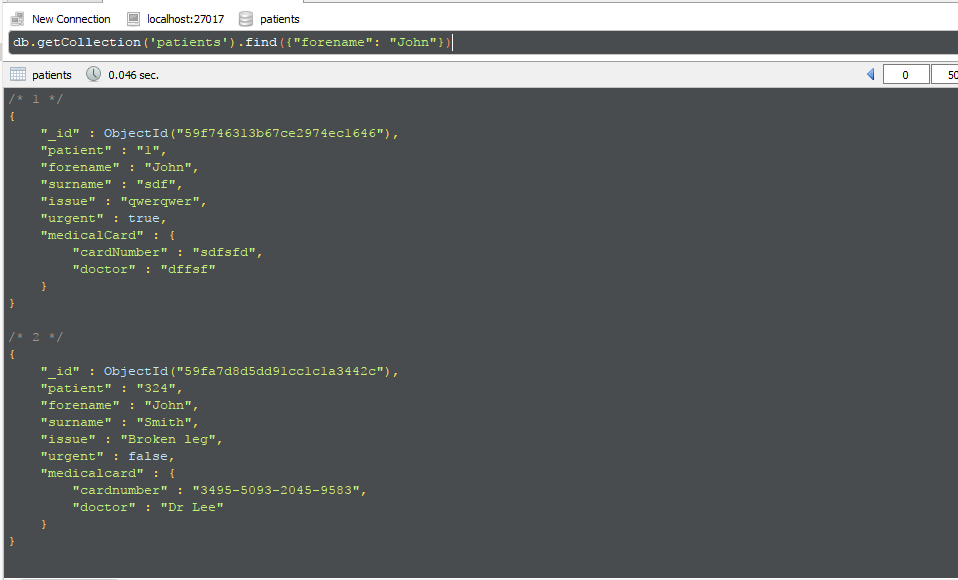 New Connection localhost:27017 patients
db.getCollection('patients').find({"forename": "John"})
patients 0.046 sec. 0 50
/* 1 */
{
    "_id" : ObjectId("59f746313b67ce2974ec1646"),
    "patient" : "1",
    "forename" : "John",
    "surname" : "sdf",
    "issue" : "qwerqwer",
    "urgent" : true,
    "medicalCard" : {
        "cardNumber" : "sdfsfd",
        "doctor" : "dffsf"
    }
}
/* 2 */
{
    "_id" : ObjectId("59fa7d8d5dd91cc1c1a3442c"),
    "patient" : "324",
    "forename" : "John",
    "surname" : "Smith",
    "issue" : "Broken leg",
    "urgent" : false,
    "medicalcard" : {
        "cardnumber" : "3495-5093-2045-9583",
        "doctor" : "Dr Lee"
    }
}